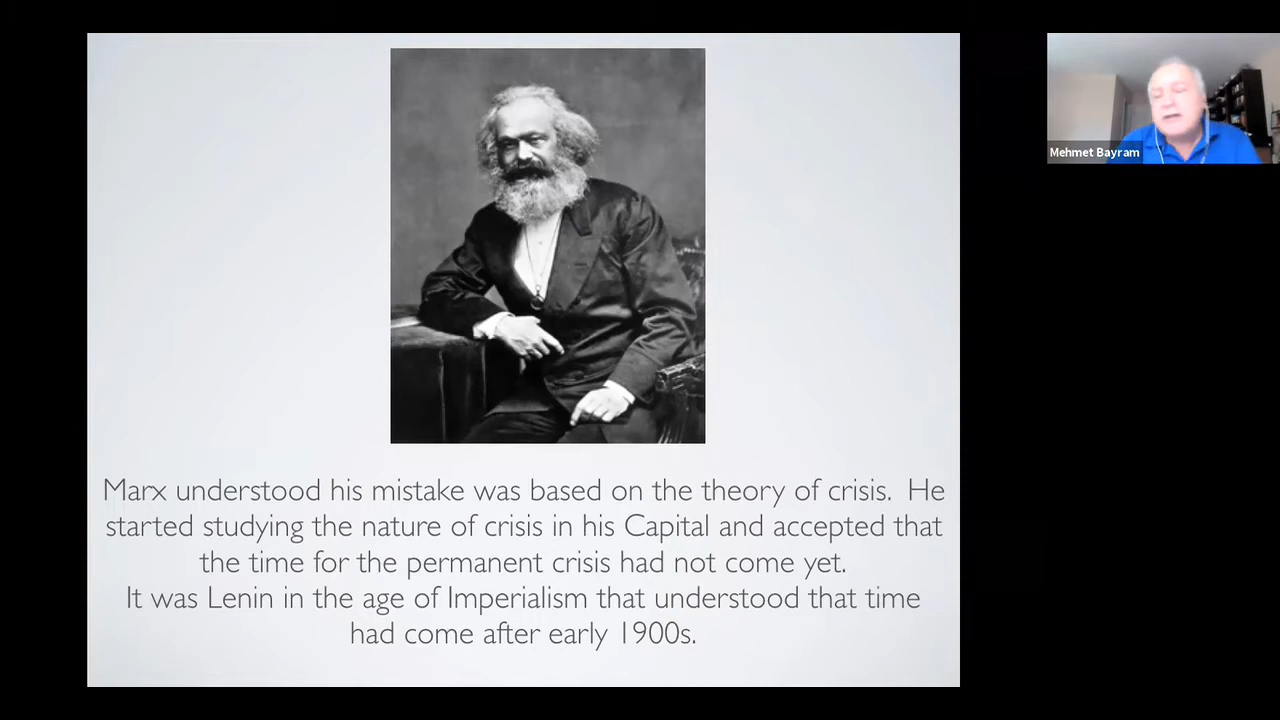 Mehmet Bayram
Marx understood his mistake was based on the theory of crisis. He
started studying the nature of crisis in his Capital and accepted that
the time for the permanent crisis had not come yet.
It was Lenin in the age of Imperialism that understood that time
had come after early 1900s.